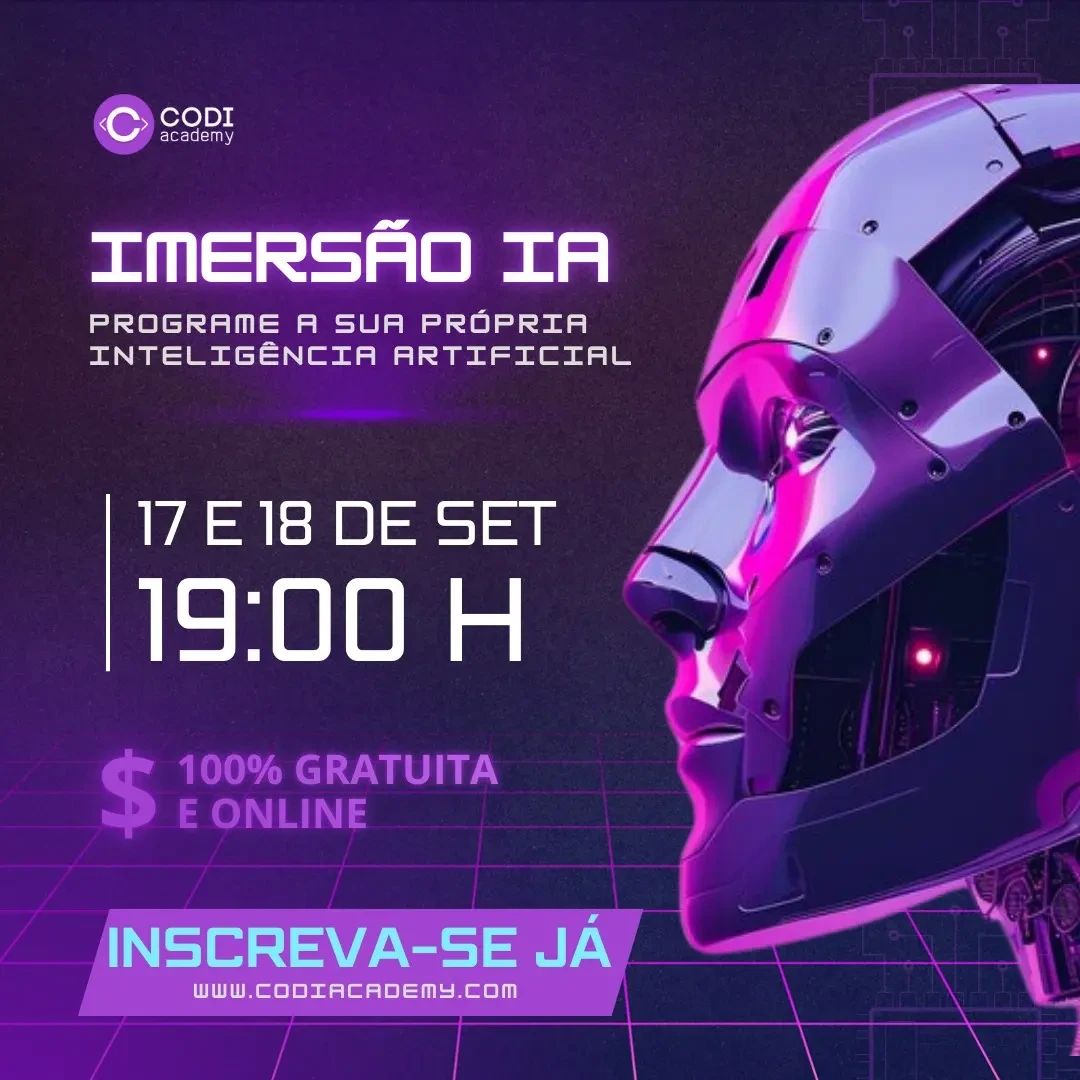 CODI
academy
IMERSÃO IA
PROGRAME A SUA PRÓPRIA
INTELIGÊNCIA ARTIFICIAL
17 E 18 DE SET
19:00 H
$ 100% GRATUITA
E ONLINE
INSCREVA-SE JÁ
WWW.CODIACADEMY.COM